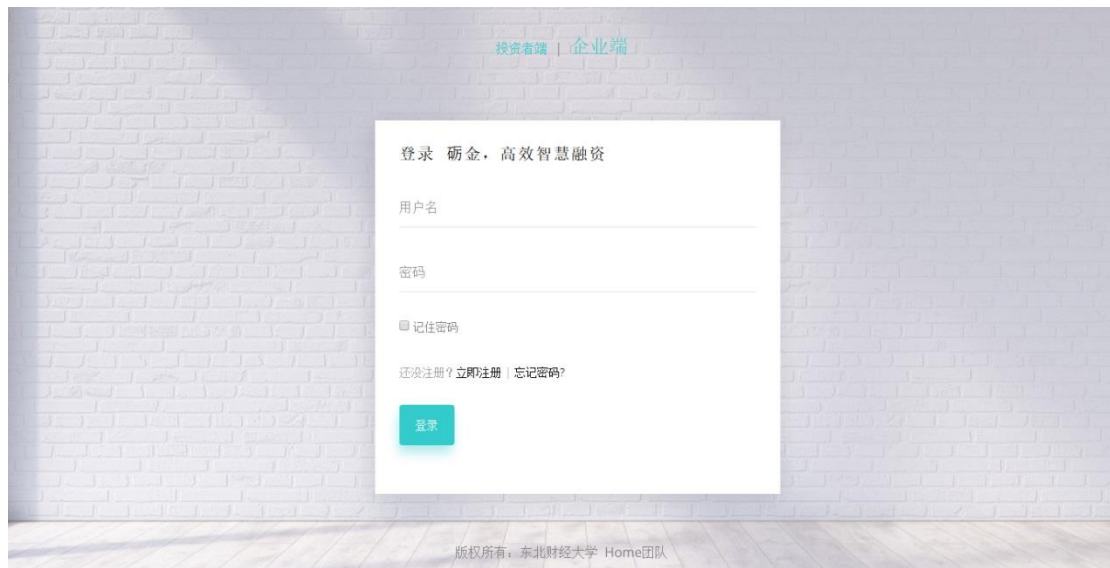 投资者端 | 企业端
登录 砺金，高效智慧融资
用户名
密码
记住密码
还没注册？立即注册 | 忘记密码?
登录
版权所有：东北财经大学 Home团队